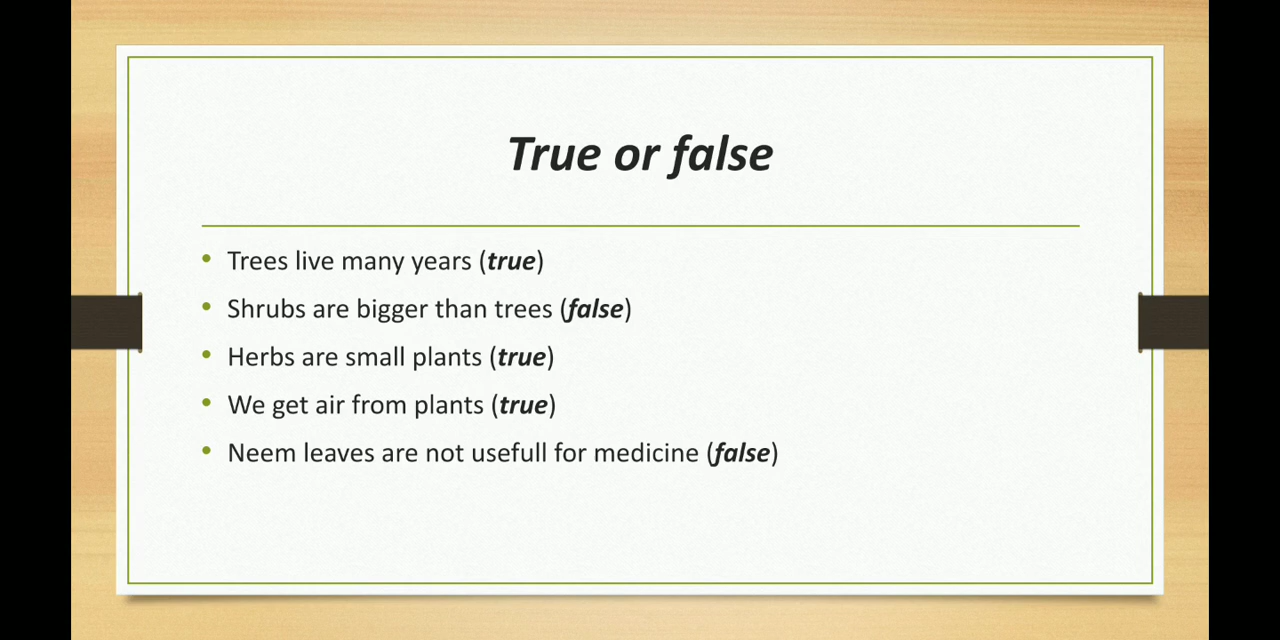 True or false
• Trees live many years (true)
• Shrubs are bigger than trees (false)
• Herbs are small plants (true)
• We get air from plants (true)
• Neem leaves are not usefull for medicine (false)